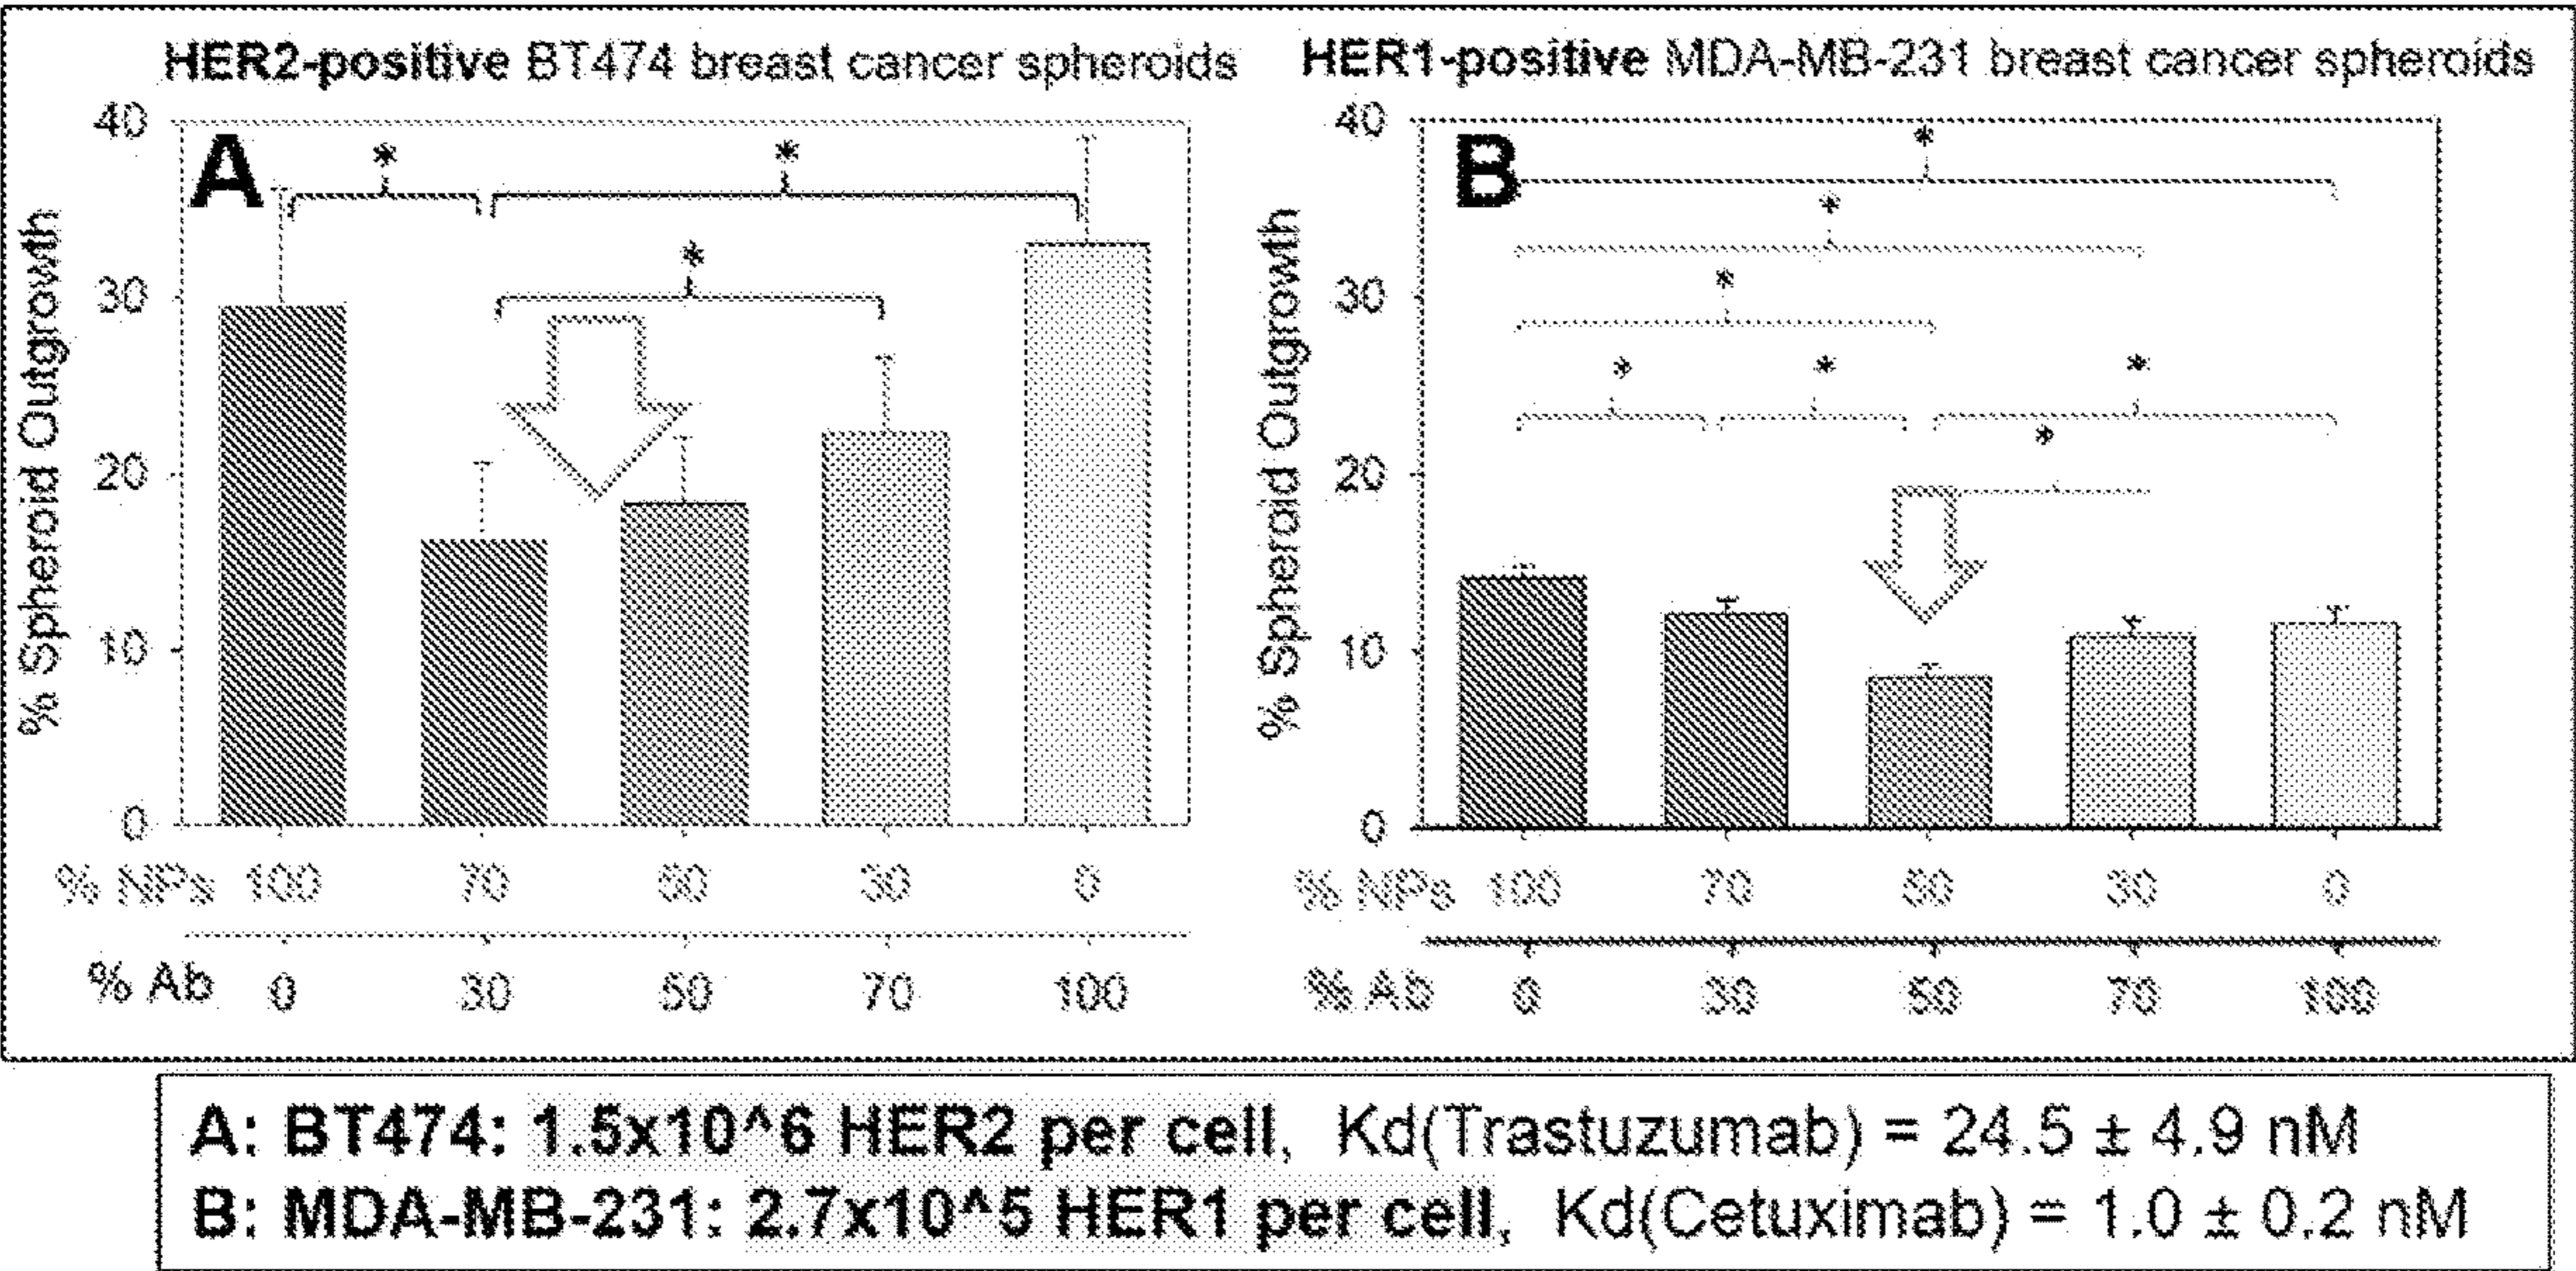 HER2-positive BT474 breast cancer spheroids
A
% Spheroid Outgrowth
40
30
20
10
0
* * *
% NPs 100 70 50 30 0
% Ab 0 30 50 70 100
HER1-positive MDA-MB-231 breast cancer spheroids
B
% Spheroid Outgrowth
40
30
20
10
0
* * * * * * *
% NPs 100 70 50 30 0
% Ab 0 30 50 70 100
A: BT474: 1.5x10^6 HER2 per cell, Kd(Trastuzumab) = 24.5 ± 4.9 nM
B: MDA-MB-231: 2.7x10^5 HER1 per cell, Kd(Cetuximab) = 1.0 ± 0.2 nM